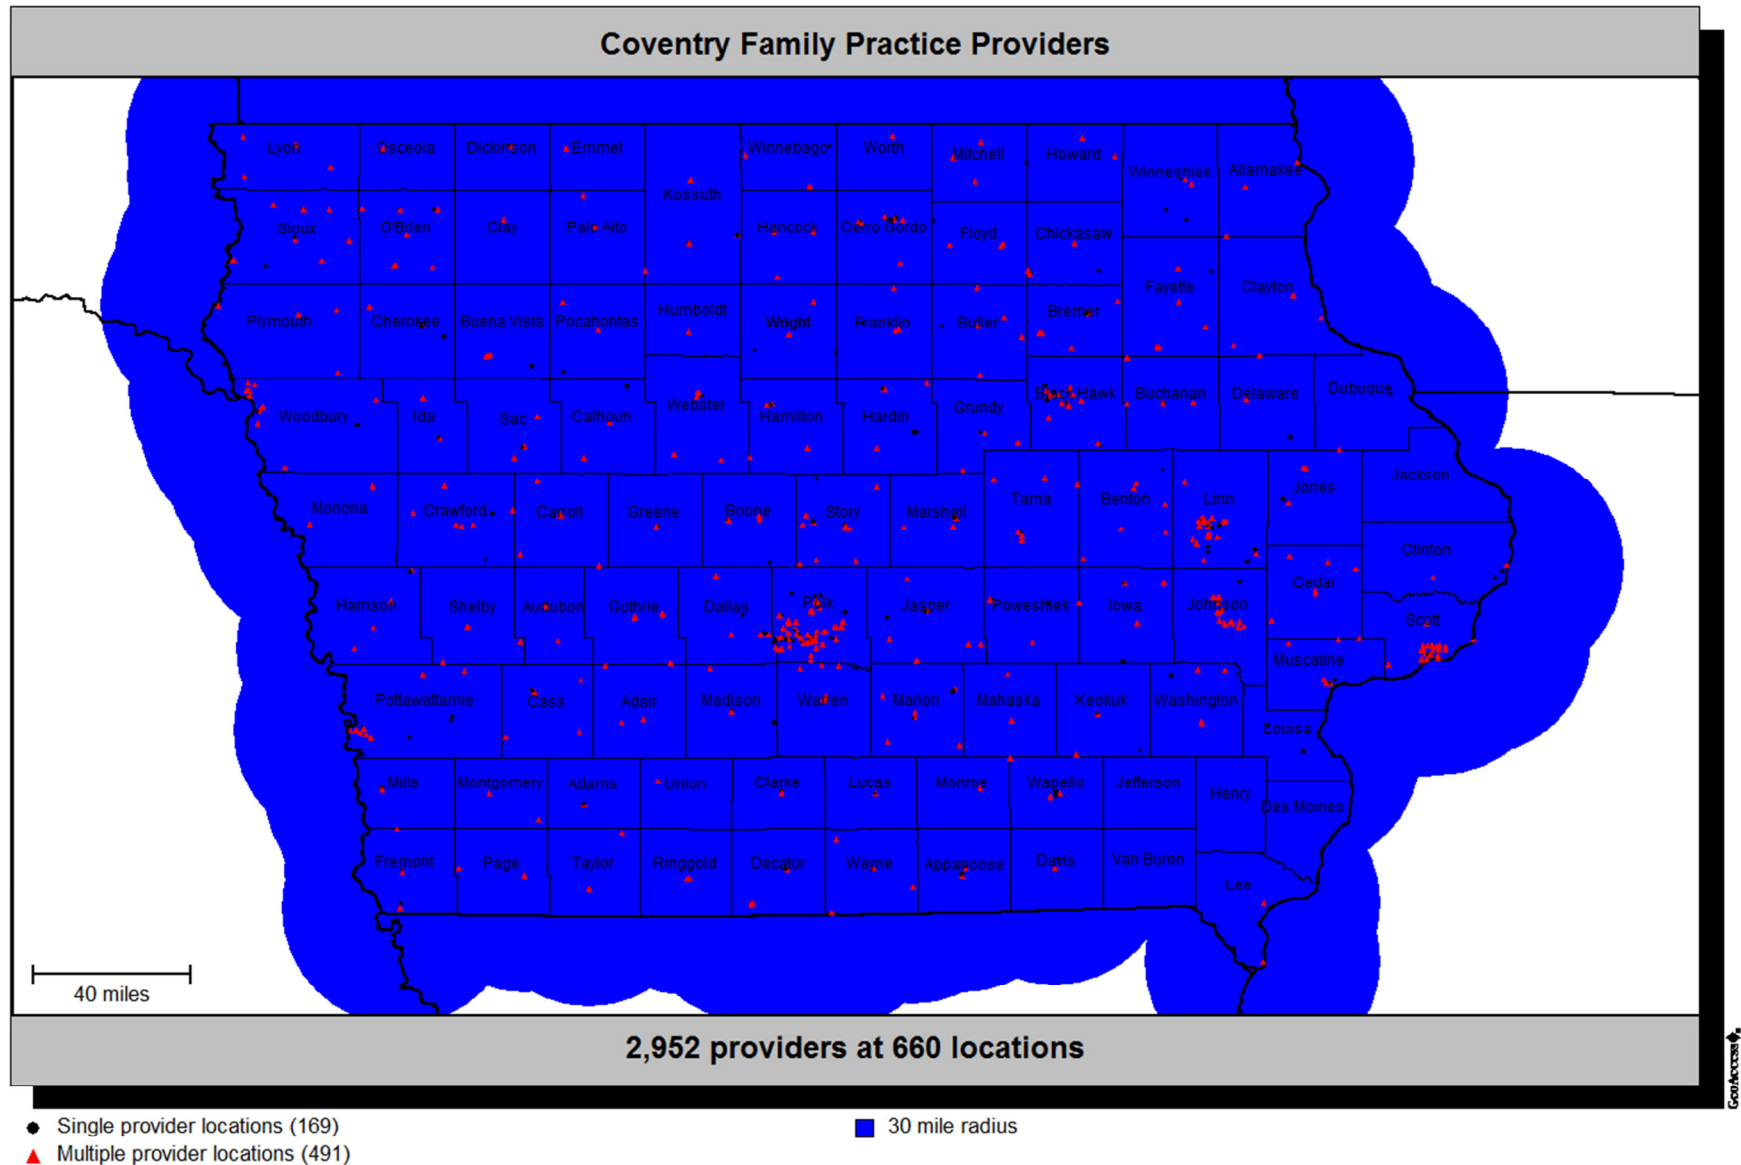 Coventry Family Practice Providers
Lyon Osceola Dickinson Emmet Winnebago Worth Mitchell Howard Winneshiek Allamakee
Kossuth
Sioux O'Brien Clay Palo Alto Hancock Cerro Gordo Floyd Chickasaw
Fayette Clayton
Plymouth Cherokee Buena Vista Pocahontas Humboldt Wright Franklin Butler Bremer
Woodbury Ida Sac Calhoun Webster Hamilton Hardin Grundy Black Hawk Buchanan Delaware Dubuque
Monona Crawford Carroll Greene Boone Story Marshall Tama Benton Linn Jones Jackson
Clinton
Harrison Shelby Audubon Guthrie Dallas Polk Jasper Poweshiek Iowa Johnson Cedar
Scott
Muscatine
Pottawattamie Cass Adair Madison Warren Marion Mahaska Keokuk Washington
Louisa
Mills Montgomery Adams Union Clarke Lucas Monroe Wapello Jefferson Henry Des Moines
Fremont Page Taylor Ringgold Decatur Wayne Appanoose Davis Van Buren
Lee
40 miles
2,952 providers at 660 locations
GeoAccess
Single provider locations (169)
30 mile radius
Multiple provider locations (491)